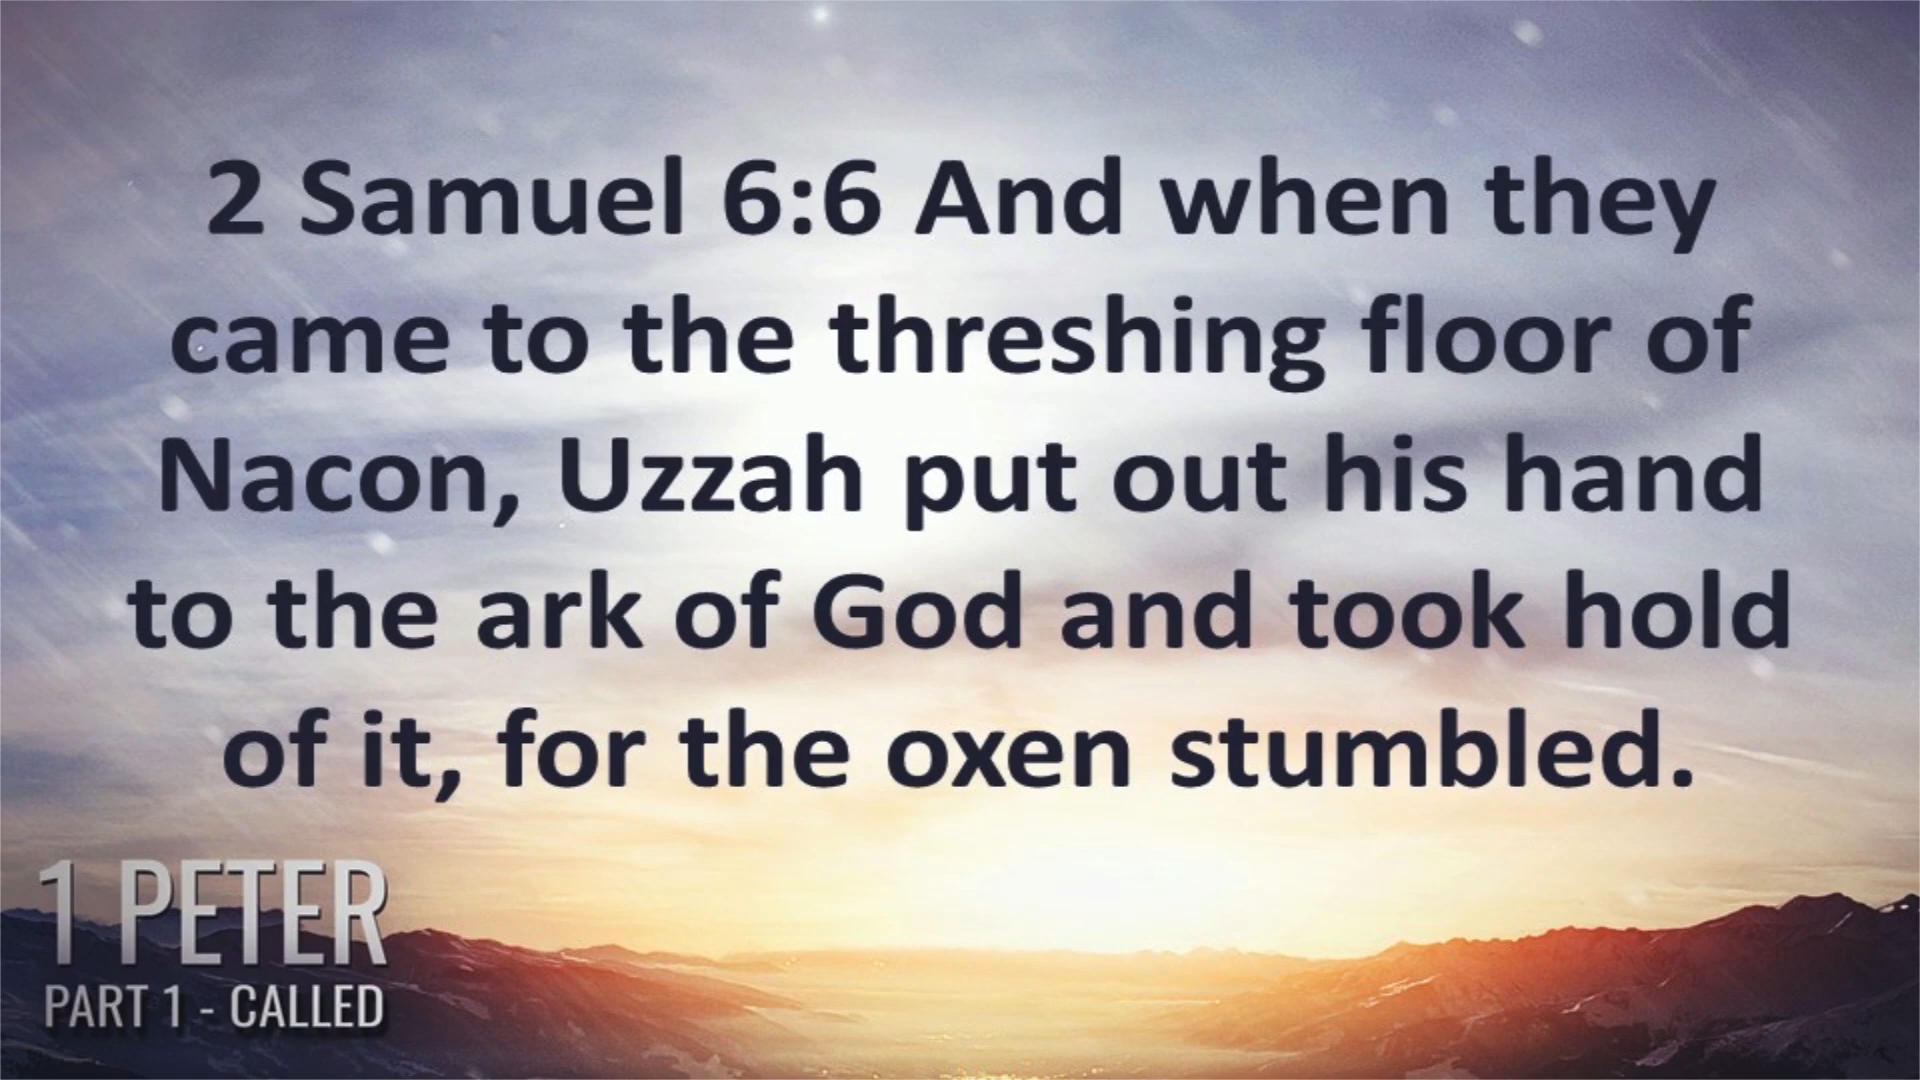 2 Samuel 6:6 And when they
came to the threshing floor of
Nacon, Uzzah put out his hand
to the ark of God and took hold
of it, for the oxen stumbled.
1 PETER
PART 1 - CALLED